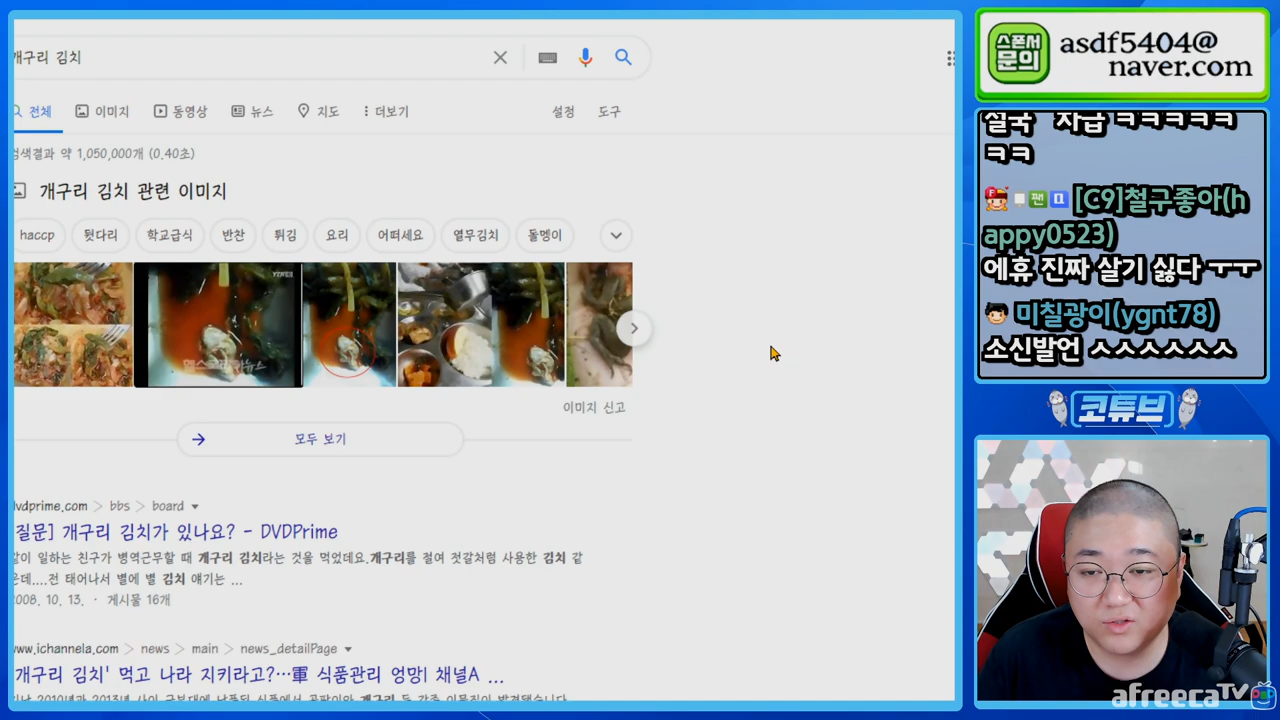 개구리 김치
전체 이미지 동영상 뉴스 지도 더보기 설정 도구
검색결과 약 1,050,000개 (0.40초)
개구리 김치 관련 이미지
haccp 뒷다리 학교급식 반찬 튀김 요리 어떠세요 열무김치 돌멩이
이미지 신고
모두 보기
dvdprime.com > bbs > board
질문] 개구리 김치가 있나요? - DVDPrime
같이 일하는 친구가 병역근무할 때 개구리 김치라는 것을 먹었데요.개구리를 절여 젓갈처럼 사용한 김치 같
은데....전 태어나서 별에 별 김치 얘기는 ...
2008. 10. 13. · 게시물 16개
www.ichannela.com > news > main > news_detailPage
'개구리 김치' 먹고 나라 지키라고?…軍 식품관리 엉망| 채널A ...
스폰서
문의
asdf5404@
naver.com
ㅋㅋㅋㅋㅋ
ㅋㅋ
F 팬 [C9]철구좋아(h
appy0523)
에휴 진짜 살기 싫다 ㅜㅜ
미칠광이(ygnt78)
소신발언 ㅅㅅㅅㅅㅅㅅ
코튜브
afreecaTV